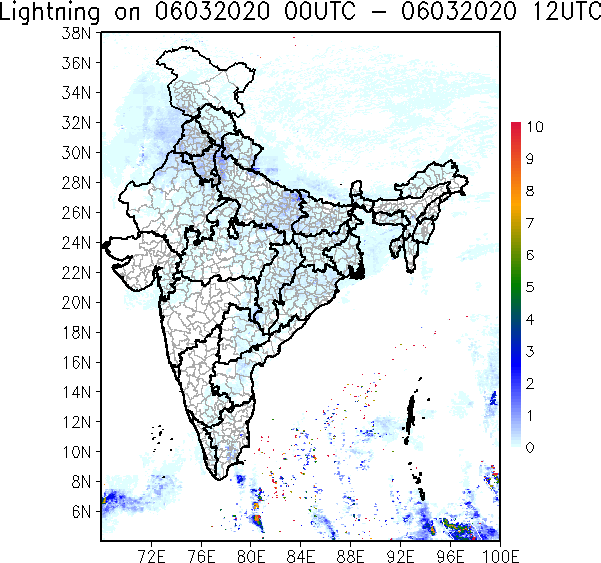 Lightning on 06032020 00UTC – 06032020 12UTC
38N
36N
34N
32N
30N
28N
26N
24N
22N
20N
18N
16N
14N
12N
10N
8N
6N
72E 76E 80E 84E 88E 92E 96E 100E
10
9
8
7
6
5
4
3
2
1
0